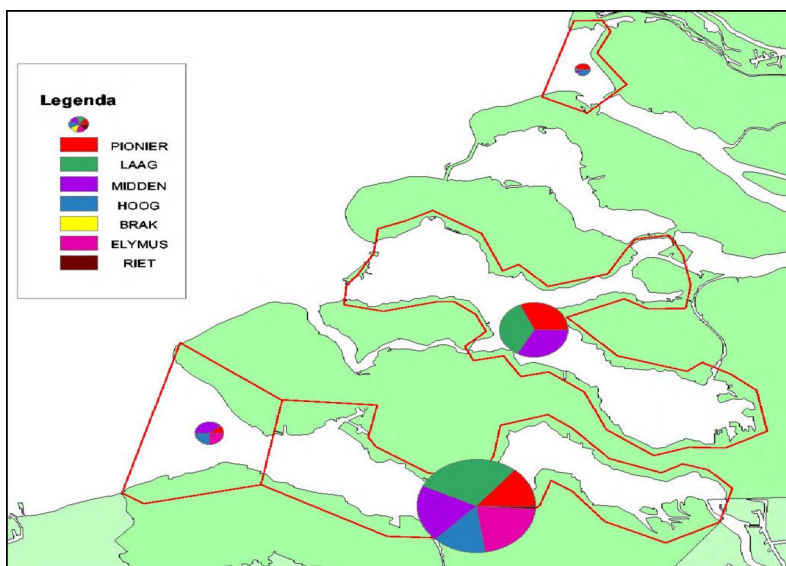 Legenda
PIONIER
LAAG
MIDDEN
HOOG
BRAK
ELYMUS
RIET